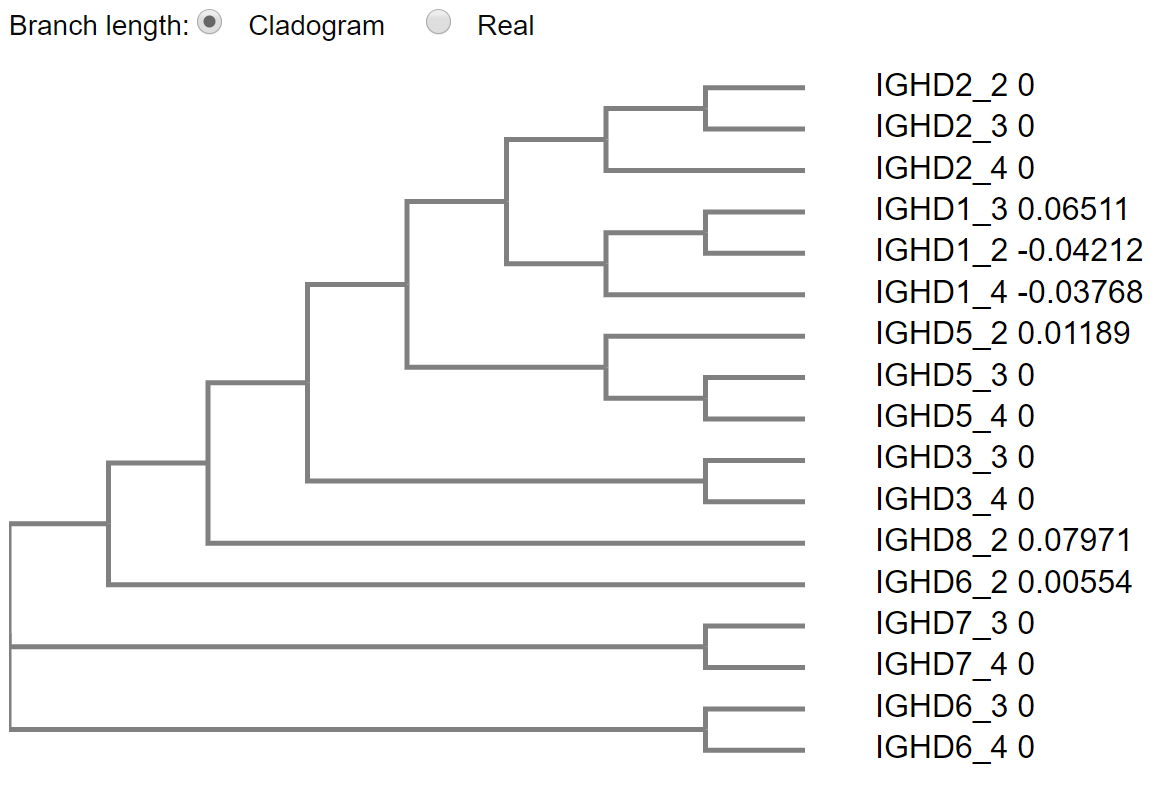 Branch length: Cladogram Real
IGHD2_2 0
IGHD2_3 0
IGHD2_4 0
IGHD1_3 0.06511
IGHD1_2 -0.04212
IGHD1_4 -0.03768
IGHD5_2 0.01189
IGHD5_3 0
IGHD5_4 0
IGHD3_3 0
IGHD3_4 0
IGHD8_2 0.07971
IGHD6_2 0.00554
IGHD7_3 0
IGHD7_4 0
IGHD6_3 0
IGHD6_4 0